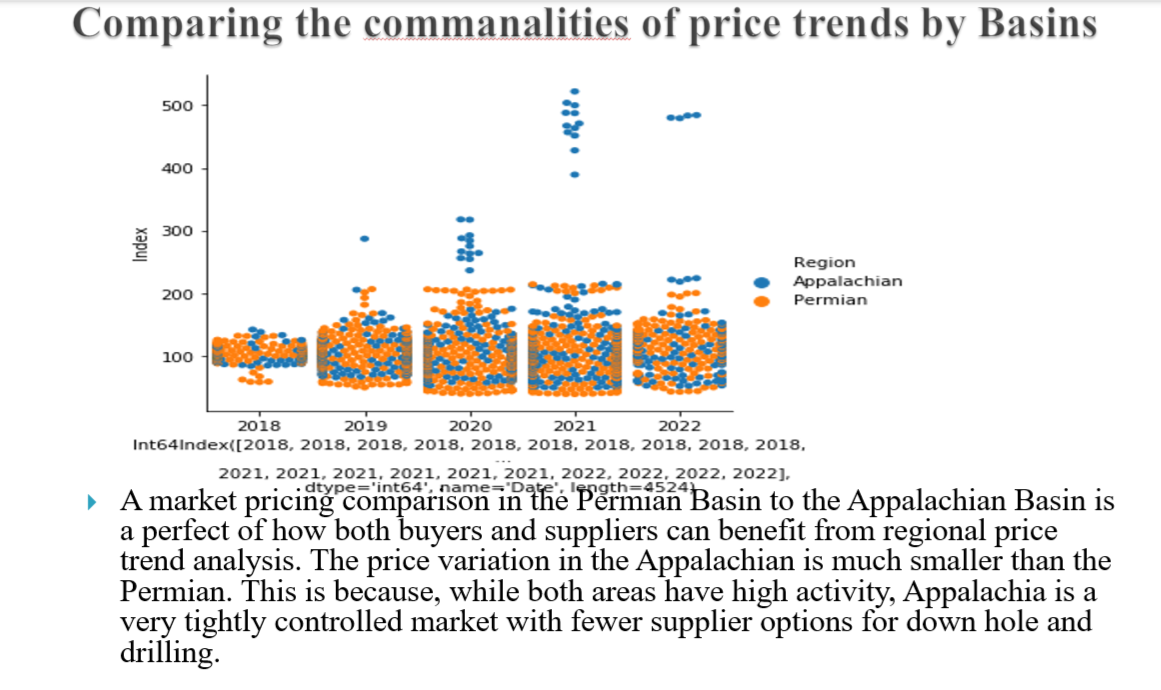 Comparing the commanalities of price trends by Basins
500
400
300
200
100
Index
Region
Appalachian
Permian
2018 2019 2020 2021 2022
Int64Index([2018, 2018, 2018, 2018, 2018, 2018, 2018, 2018, 2018, 2018,
...
2021, 2021, 2021, 2021, 2021, 2021, 2022, 2022, 2022, 2022],
dtype='int64', name='Date', length=4524)
A market pricing comparison in the Permian Basin to the Appalachian Basin is
a perfect of how both buyers and suppliers can benefit from regional price
trend analysis. The price variation in the Appalachian is much smaller than the
Permian. This is because, while both areas have high activity, Appalachia is a
very tightly controlled market with fewer supplier options for down hole and
drilling.